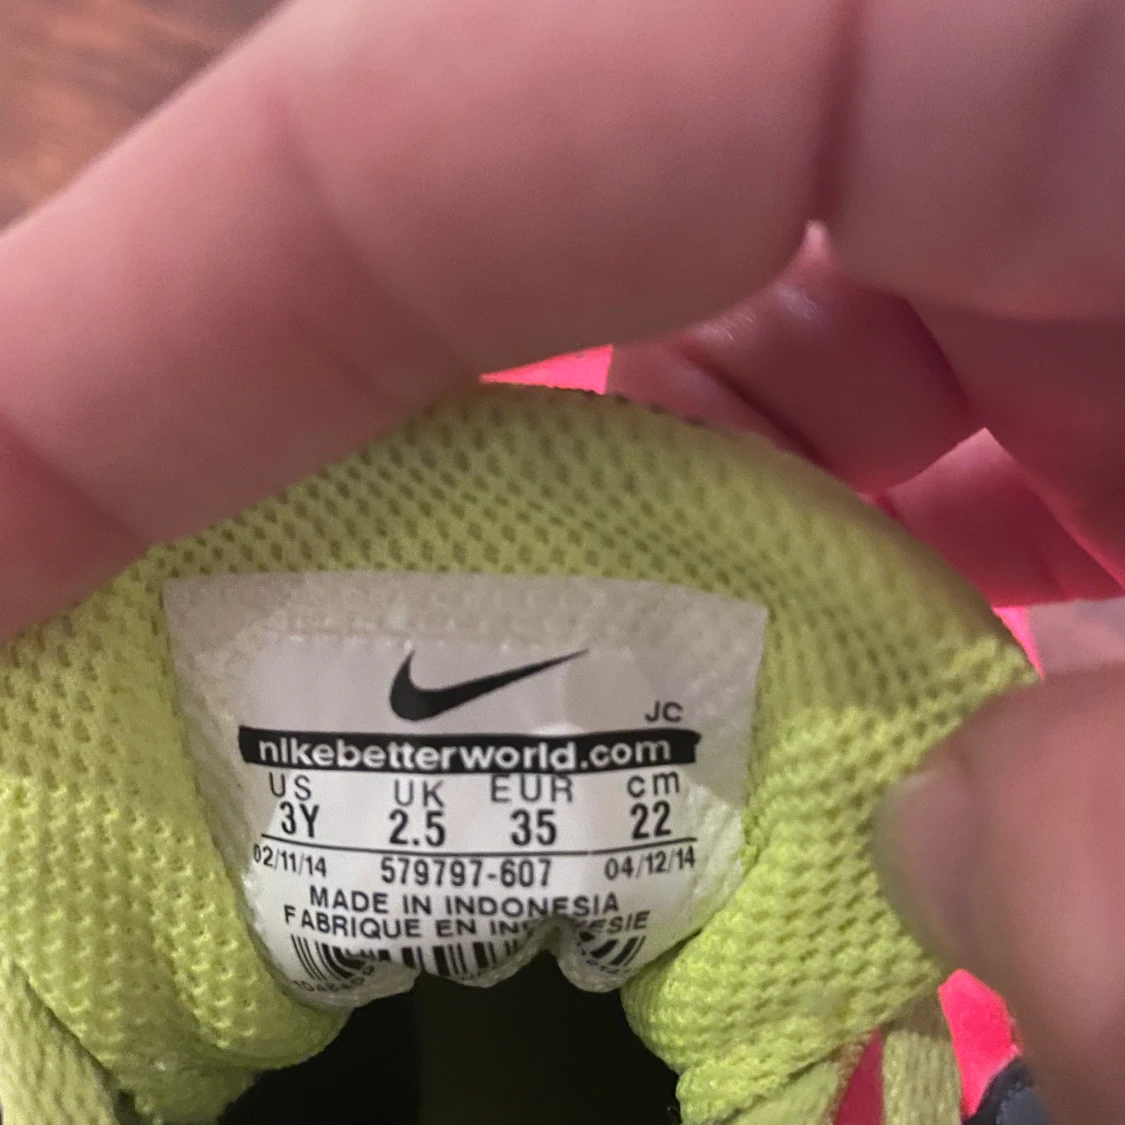 JC
nikebetterworld.com
US UK EUR cm
3Y 2.5 35 22
02/11/14 579797-607 04/12/14
MADE IN INDONESIA
FABRIQUE EN